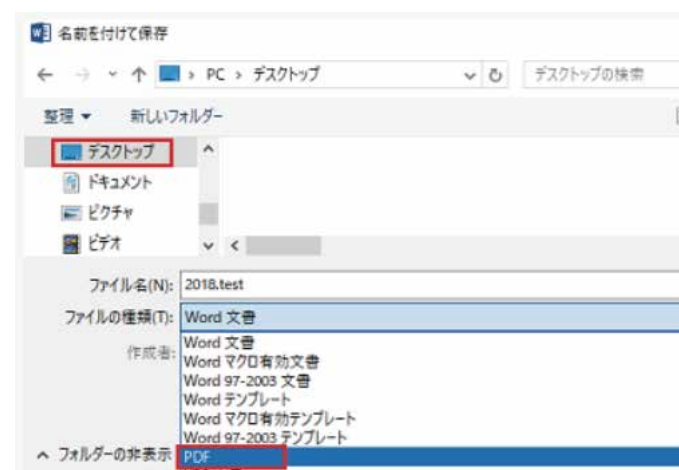 名前を付けて保存
PC › デスクトップ
デスクトップの検索
整理 新しいフォルダー
デスクトップ
ドキュメント
ピクチャ
ビデオ
ファイル名(N): 2018.test
ファイルの種類(T): Word 文書
作成者:
Word 文書
Word マクロ有効文書
Word 97-2003 文書
Word テンプレート
Word マクロ有効テンプレート
Word 97-2003 テンプレート
フォルダーの非表示
PDF